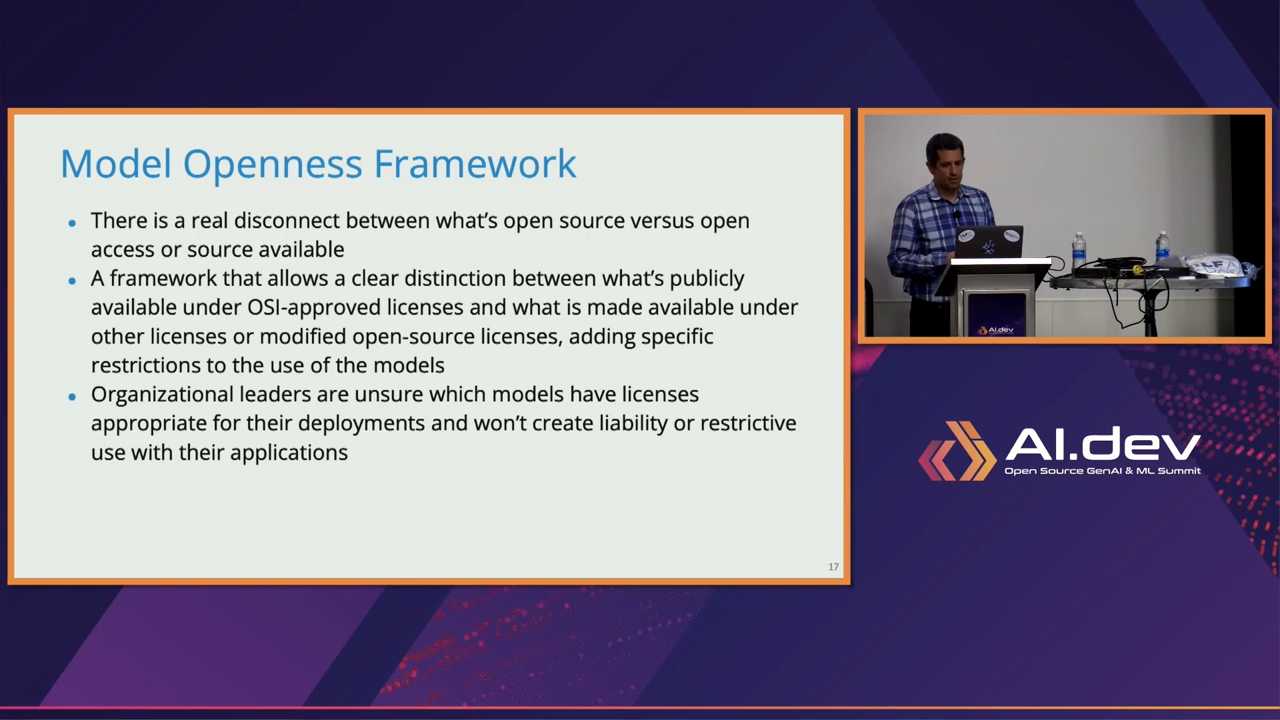 Model Openness Framework
• There is a real disconnect between what's open source versus open
access or source available
• A framework that allows a clear distinction between what's publicly
available under OSI-approved licenses and what is made available under
other licenses or modified open-source licenses, adding specific
restrictions to the use of the models
• Organizational leaders are unsure which models have licenses
appropriate for their deployments and won't create liability or restrictive
use with their applications
17
AI.dev
AI.dev
Open Source GenAI & ML Summit